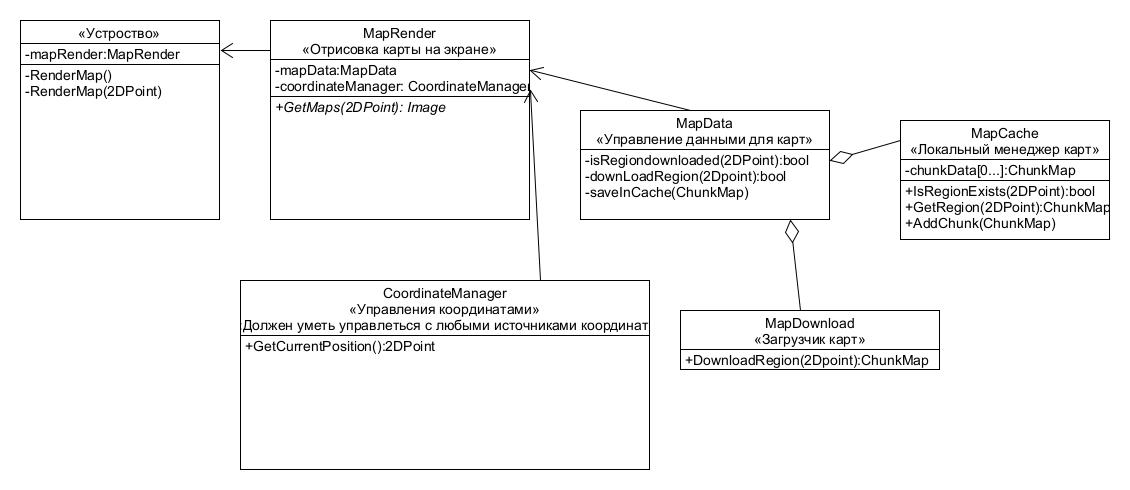 «Устроство»
-mapRender:MapRender
-RenderMap()
-RenderMap(2DPoint)
MapRender
«Отрисовка карты на экране»
-mapData:MapData
-coordinateManager: CoordinateManager
+GetMaps(2DPoint): Image
MapData
«Управление данными для карт»
-isRegiondownloaded(2DPoint):bool
-downLoadRegion(2Dpoint):bool
-saveInCache(ChunkMap)
MapCache
«Локальный менеджер карт»
-chunkData[0...]:ChunkMap
+IsRegionExists(2DPoint):bool
+GetRegion(2DPoint):ChunkMap
+AddChunk(ChunkMap)
CoordinateManager
«Управления координатами»
:Должен уметь управлеться с любыми источниками координат
+GetCurrentPosition():2DPoint
MapDownload
«Загрузчик карт»
+DownloadRegion(2Dpoint):ChunkMap